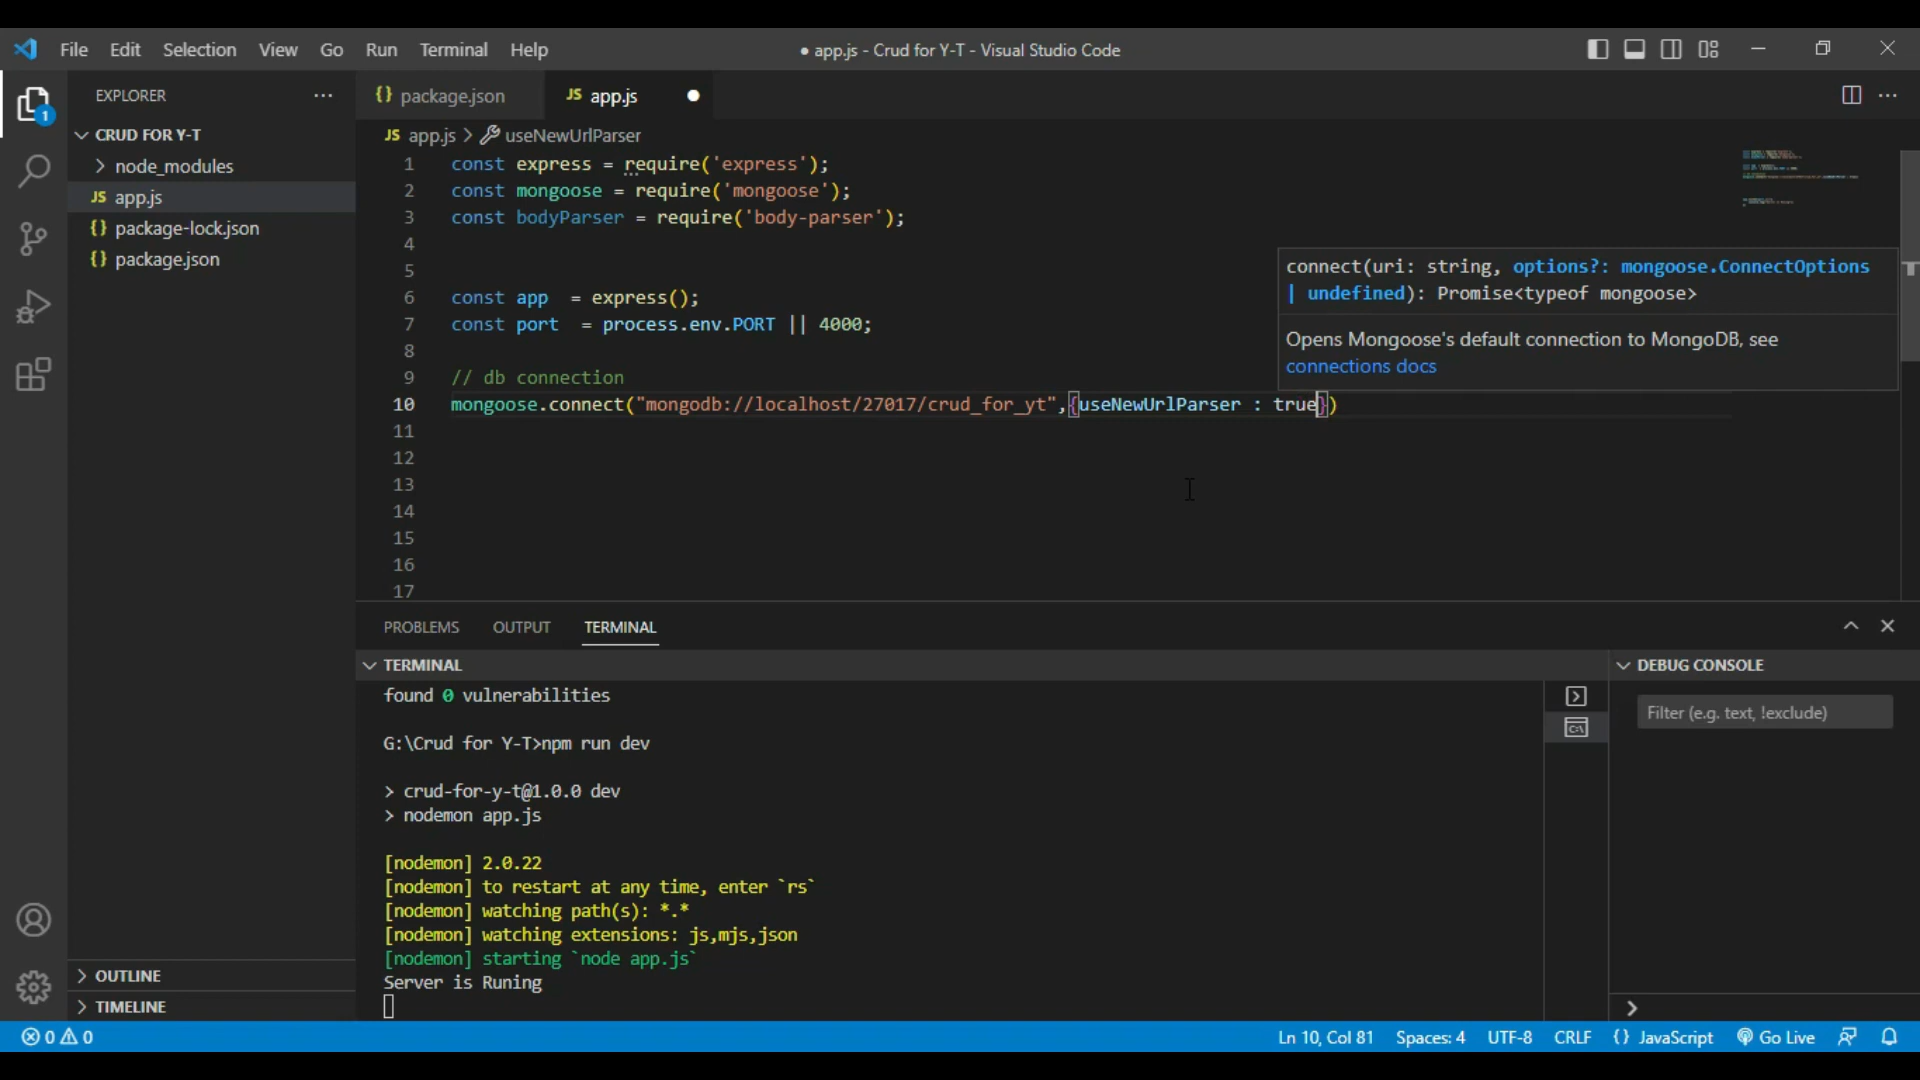 File Edit Selection View Go Run Terminal Help
● app.js - Crud for Y-T - Visual Studio Code
1
EXPLORER ···
CRUD FOR Y-T
node_modules
JS app.js
{} package-lock.json
{} package.json
OUTLINE
TIMELINE
{} package.json JS app.js ●
JS app.js > useNewUrlParser
1 const express = require('express');
2 const mongoose = require('mongoose');
3 const bodyParser = require('body-parser');
4
5
6 const app  = express();
7 const port  = process.env.PORT || 4000;
8
9 // db connection
10 mongoose.connect("mongodb://localhost/27017/crud_for_yt",{useNewUrlParser : true})
11
12
13
14
15
16
17
connect(uri: string, options?: mongoose.ConnectOptions
| undefined): Promise<typeof mongoose>
Opens Mongoose's default connection to MongoDB, see
connections docs
PROBLEMS OUTPUT TERMINAL
TERMINAL
found 0 vulnerabilities
G:\Crud for Y-T>npm run dev
> crud-for-y-t@1.0.0 dev
> nodemon app.js
[nodemon] 2.0.22
[nodemon] to restart at any time, enter `rs`
[nodemon] watching path(s): *.*
[nodemon] watching extensions: js,mjs,json
[nodemon] starting `node app.js`
Server is Runing
DEBUG CONSOLE
Filter (e.g. text, !exclude)
0 0
Ln 10, Col 81 Spaces: 4 UTF-8 CRLF {} JavaScript Go Live